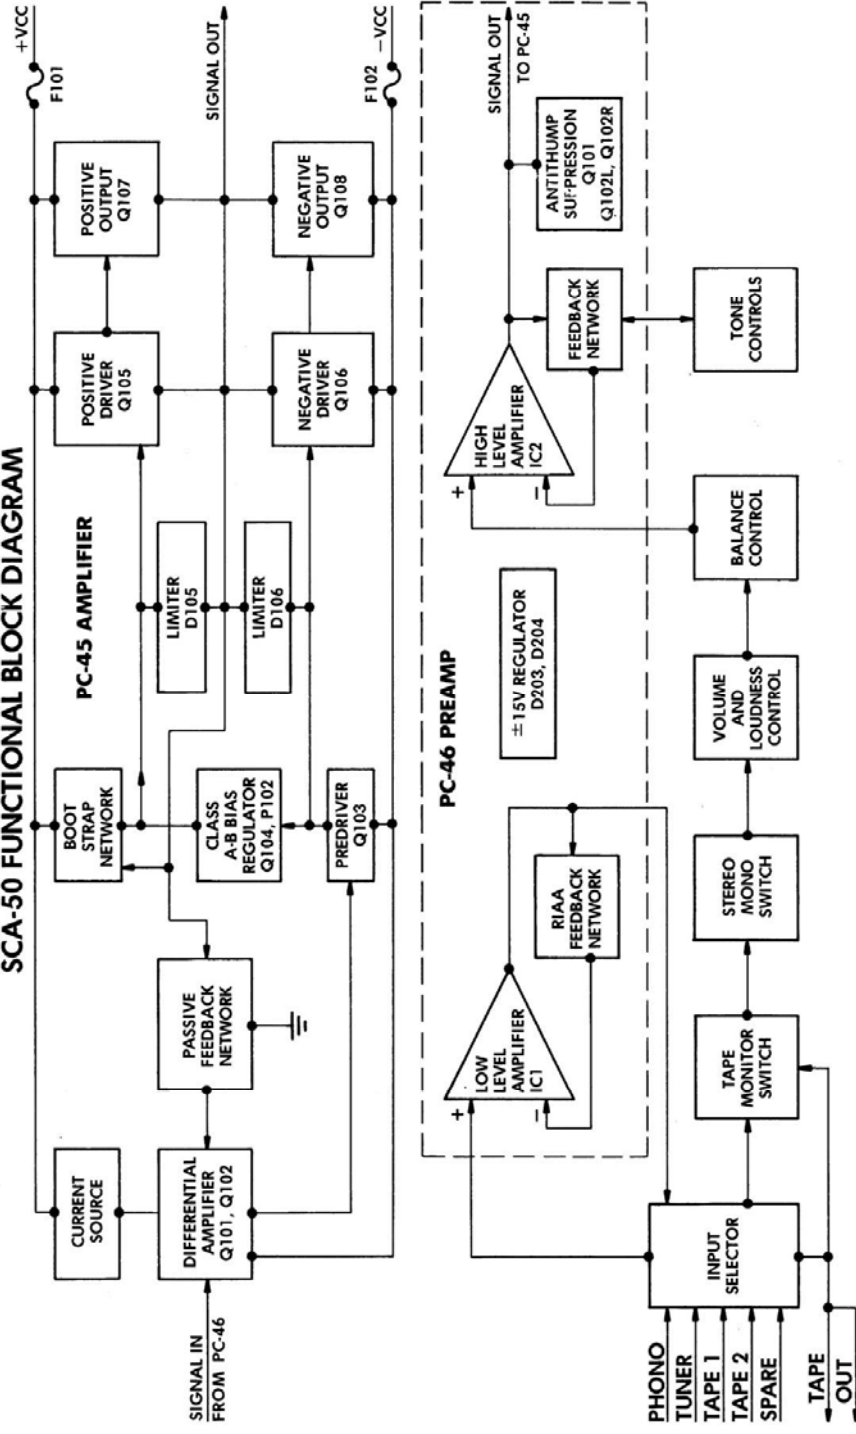 SCA-50 FUNCTIONAL BLOCK DIAGRAM
+VCC
F101
SIGNAL OUT
F102
−VCC
POSITIVE
OUTPUT
Q107
NEGATIVE
OUTPUT
Q108
POSITIVE
DRIVER
Q105
NEGATIVE
DRIVER
Q106
PC-45 AMPLIFIER
LIMITER
D105
LIMITER
D106
BOOT
STRAP
NETWORK
CLASS
A-B BIAS
REGULATOR
Q104, P102
PREDRIVER
Q103
PASSIVE
FEEDBACK
NETWORK
CURRENT
SOURCE
DIFFERENTIAL
AMPLIFIER
Q101, Q102
SIGNAL IN
FROM PC-46
SIGNAL OUT
TO PC-45
ANTITHUMP
SUPPRESSION
Q101
Q102L, Q102R
FEEDBACK
NETWORK
TONE
CONTROLS
HIGH
LEVEL
AMPLIFIER
IC2
+
−
BALANCE
CONTROL
PC-46 PREAMP
±15V REGULATOR
D203, D204
VOLUME
AND
LOUDNESS
CONTROL
STEREO
MONO
SWITCH
RIAA
FEEDBACK
NETWORK
LOW
LEVEL
AMPLIFIER
IC1
+
−
TAPE
MONITOR
SWITCH
INPUT
SELECTOR
PHONO
TUNER
TAPE 1
TAPE 2
SPARE
TAPE
OUT